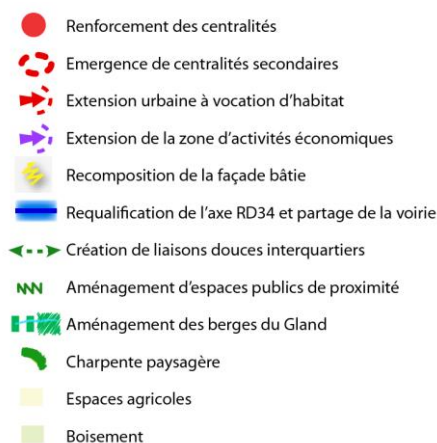 Renforcement des centralités
Emergence de centralités secondaires
Extension urbaine à vocation d'habitat
Extension de la zone d'activités économiques
Recomposition de la façade bâtie
Requalification de l'axe RD34 et partage de la voirie
Création de liaisons douces interquartiers
Aménagement d'espaces publics de proximité
Aménagement des berges du Gland
Charpente paysagère
Espaces agricoles
Boisement